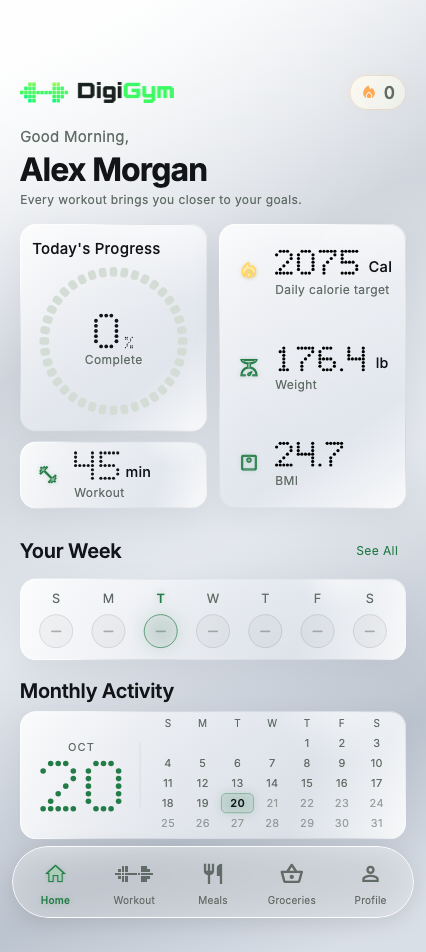 DigiGym
0
Good Morning,
Alex Morgan
Every workout brings you closer to your goals.
Today's Progress
0 %
Complete
45 min
Workout
2075 Cal
Daily calorie target
176.4 lb
Weight
24.7
BMI
Your Week
See All
S M T W T F S
Monthly Activity
OCT
20
S M T W T F S
1 2 3
4 5 6 7 8 9 10
11 12 13 14 15 16 17
18 19 20 21 22 23 24
25 26 27 28 29 30 31
Home Workout Meals Groceries Profile